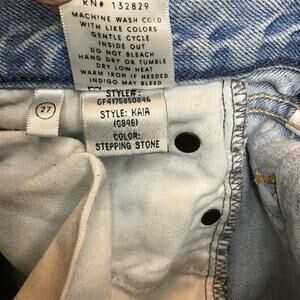 RN# 132829
MACHINE WASH COLD
WITH LIKE COLORS
GENTLE CYCLE
INSIDE OUT
DO NOT BLEACH
HANG DRY OR TUMBLE
DRY LOW HEAT
WARM IRON IF NEEDED
INDIGO MAY BLEED
27
STYLE#:
GF4175850846
STYLE: KAIA
(G846)
COLOR:
STEPPING STONE